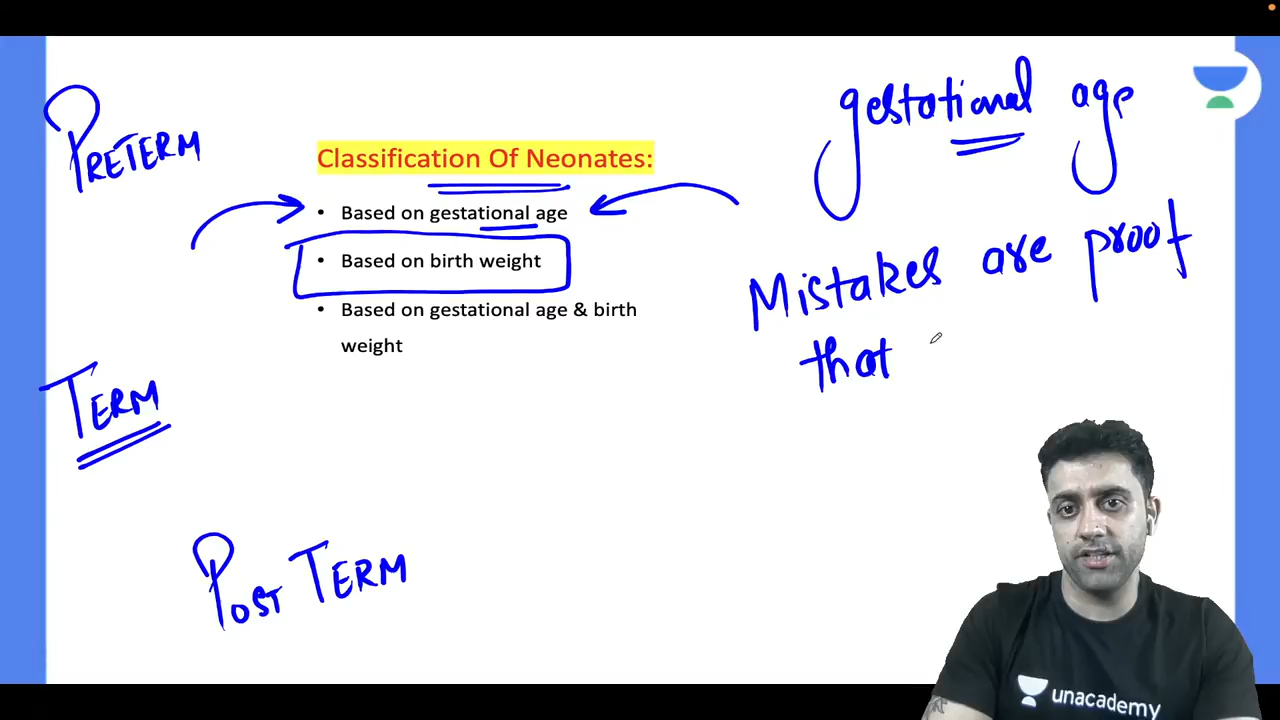 PRETERM
Classification Of Neonates:
• Based on gestational age
• Based on birth weight
• Based on gestational age & birth
weight
TERM
POST TERM
gestational age
Mistakes are proof
that
unacademy